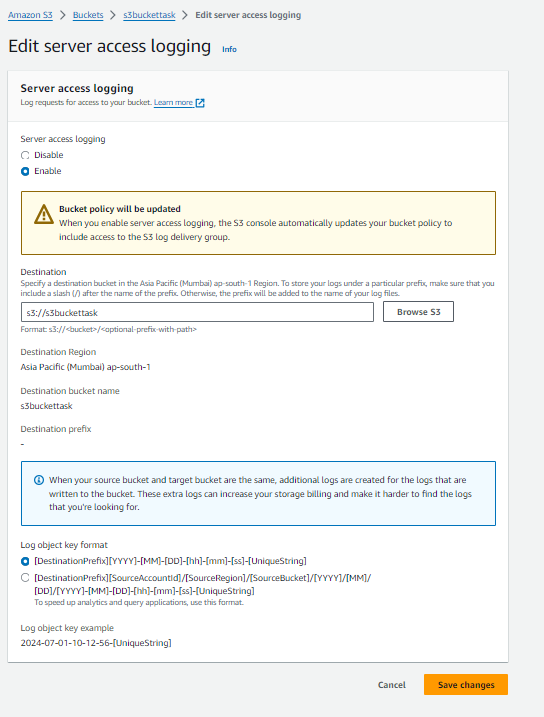 Amazon S3 > Buckets > s3buckettask > Edit server access logging
Edit server access logging Info
Server access logging
Log requests for access to your bucket. Learn more
Server access logging
Disable
Enable
Bucket policy will be updated
When you enable server access logging, the S3 console automatically updates your bucket policy to
include access to the S3 log delivery group.
Destination
Specify a destination bucket in the Asia Pacific (Mumbai) ap-south-1 Region. To store your logs under a particular prefix, make sure that you
include a slash (/) after the name of the prefix. Otherwise, the prefix will be added to the name of your log files.
s3://s3buckettask
Browse S3
Format: s3://<bucket>/<optional-prefix-with-path>
Destination Region
Asia Pacific (Mumbai) ap-south-1
Destination bucket name
s3buckettask
Destination prefix
-
When your source bucket and target bucket are the same, additional logs are created for the logs that are
written to the bucket. These extra logs can increase your storage billing and make it harder to find the logs
that you're looking for.
Log object key format
[DestinationPrefix][YYYY]-[MM]-[DD]-[hh]-[mm]-[ss]-[UniqueString]
[DestinationPrefix][SourceAccountId]/[SourceRegion]/[SourceBucket]/[YYYY]/[MM]/
[DD]/[YYYY]-[MM]-[DD]-[hh]-[mm]-[ss]-[UniqueString]
To speed up analytics and query applications, use this format.
Log object key example
2024-07-01-10-12-56-[UniqueString]
Cancel
Save changes